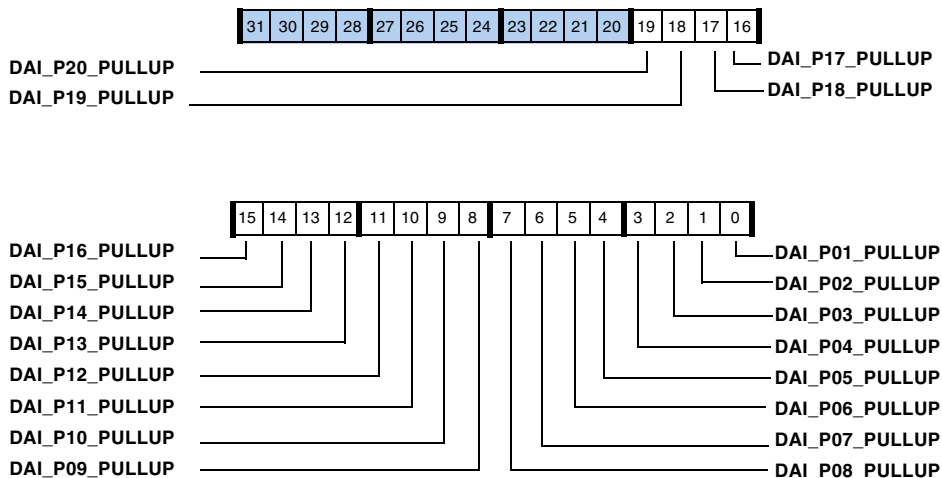 31 30 29 28 27 26 25 24 23 22 21 20 19 18 17 16
DAI_P20_PULLUP DAI_P17_PULLUP
DAI_P19_PULLUP DAI_P18_PULLUP
15 14 13 12 11 10 9 8 7 6 5 4 3 2 1 0
DAI_P16_PULLUP DAI_P01_PULLUP
DAI_P15_PULLUP DAI_P02_PULLUP
DAI_P14_PULLUP DAI_P03_PULLUP
DAI_P13_PULLUP DAI_P04_PULLUP
DAI_P12_PULLUP DAI_P05_PULLUP
DAI_P11_PULLUP DAI_P06_PULLUP
DAI_P10_PULLUP DAI_P07_PULLUP
DAI_P09_PULLUP DAI_P08_PULLUP